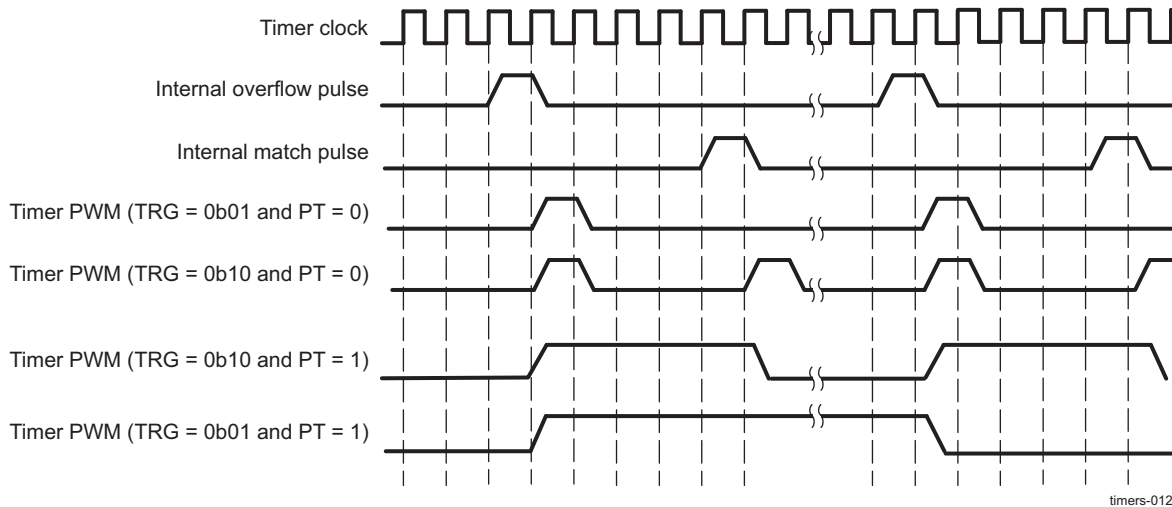 Timer clock
Internal overflow pulse
Internal match pulse
Timer PWM (TRG = 0b01 and PT = 0)
Timer PWM (TRG = 0b10 and PT = 0)
Timer PWM (TRG = 0b10 and PT = 1)
Timer PWM (TRG = 0b01 and PT = 1)
timers-012